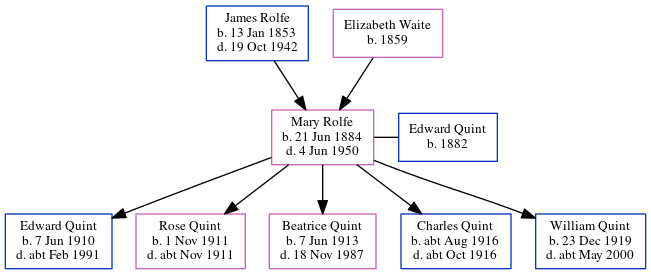 James Rolfe
b. 13 Jan 1853
d. 19 Oct 1942
Elizabeth Waite
b. 1859
Mary Rolfe
b. 21 Jun 1884
d. 4 Jun 1950
Edward Quint
b. 1882
Edward Quint
b. 7 Jun 1910
d. abt Feb 1991
Rose Quint
b. 1 Nov 1911
d. abt Nov 1911
Beatrice Quint
b. 7 Jun 1913
d. 18 Nov 1987
Charles Quint
b. abt Aug 1916
d. abt Oct 1916
William Quint
b. 23 Dec 1919
d. abt May 2000